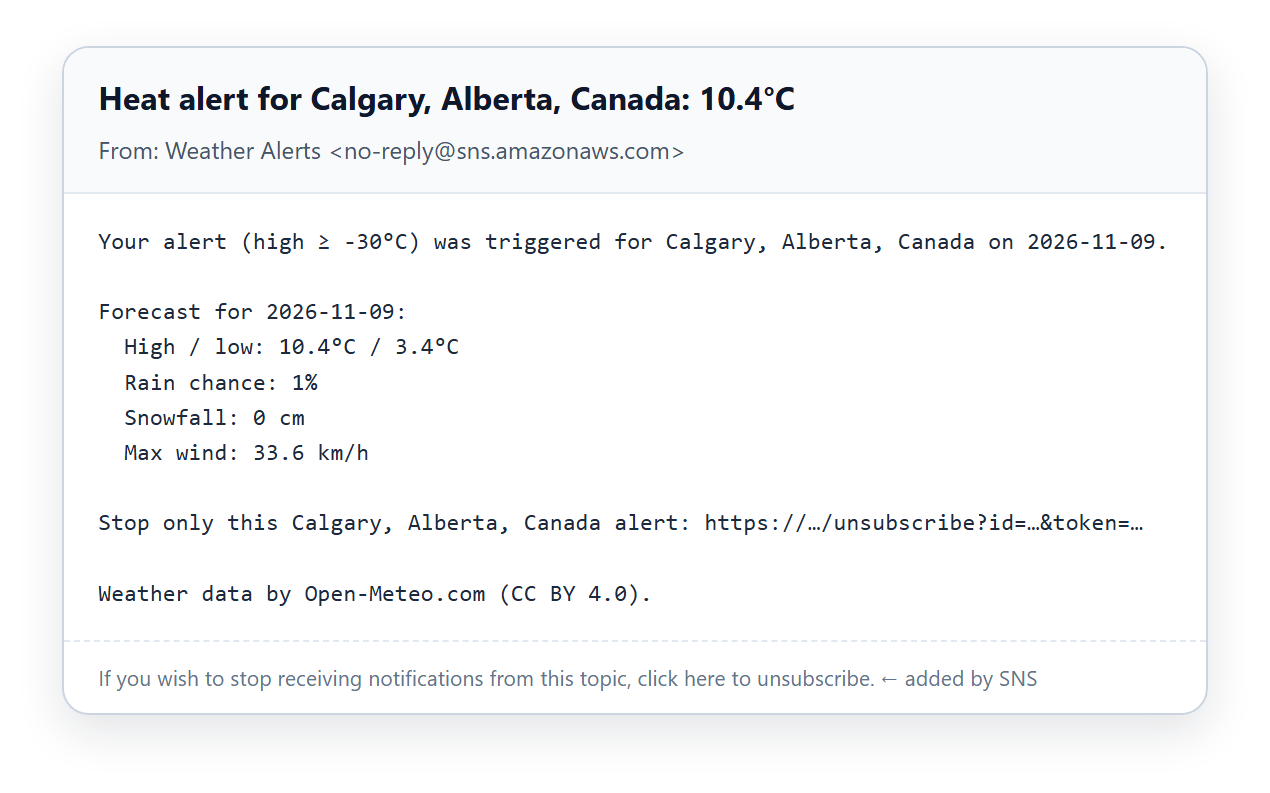 Heat alert for Calgary, Alberta, Canada: 10.4°C
From: Weather Alerts <no-reply@sns.amazonaws.com>
Your alert (high ≥ -30°C) was triggered for Calgary, Alberta, Canada on 2026-11-09.
Forecast for 2026-11-09:
High / low: 10.4°C / 3.4°C
Rain chance: 1%
Snowfall: 0 cm
Max wind: 33.6 km/h
Stop only this Calgary, Alberta, Canada alert: https://…/unsubscribe?id=…&token=…
Weather data by Open-Meteo.com (CC BY 4.0).
If you wish to stop receiving notifications from this topic, click here to unsubscribe. ← added by SNS